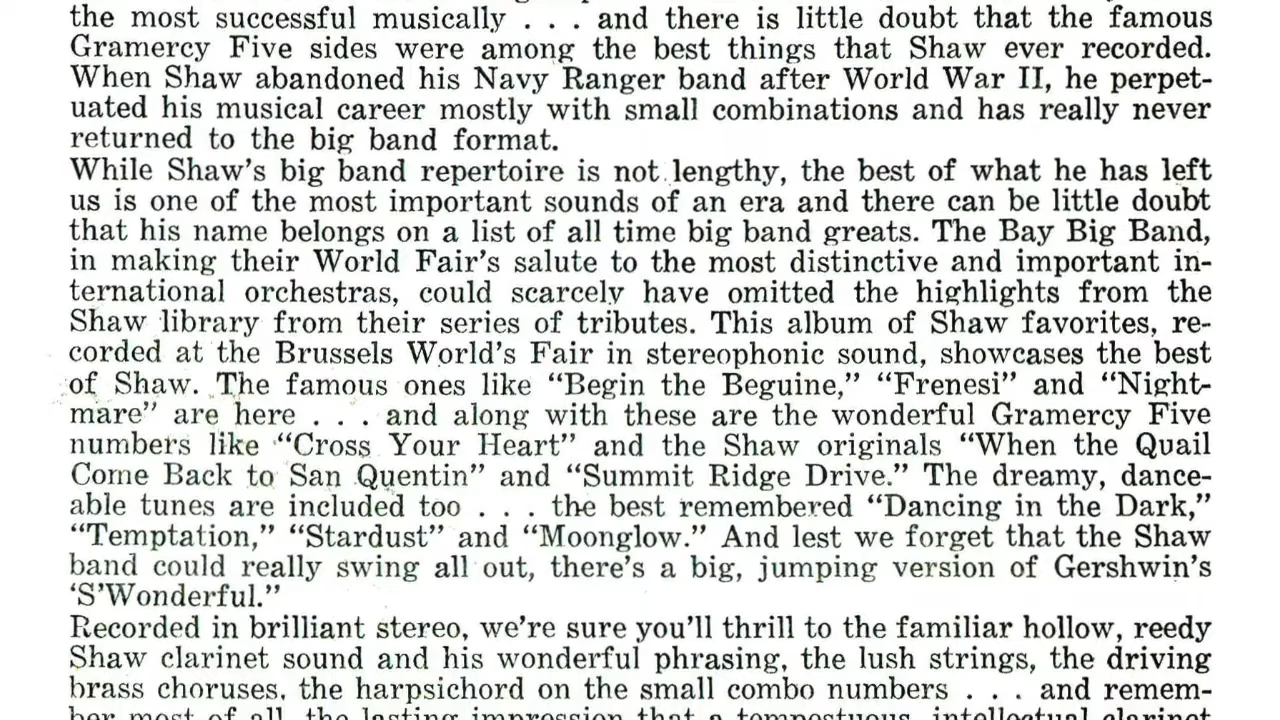 the most successful musically . . . and there is little doubt that the famous
Gramercy Five sides were among the best things that Shaw ever recorded.
When Shaw abandoned his Navy Ranger band after World War II, he perpet-
uated his musical career mostly with small combinations and has really never
returned to the big band format.
While Shaw's big band repertoire is not lengthy, the best of what he has left
us is one of the most important sounds of an era and there can be little doubt
that his name belongs on a list of all time big band greats. The Bay Big Band,
in making their World Fair's salute to the most distinctive and important in-
ternational orchestras, could scarcely have omitted the highlights from the
Shaw library from their series of tributes. This album of Shaw favorites, re-
corded at the Brussels World's Fair in stereophonic sound, showcases the best
of Shaw. The famous ones like “Begin the Beguine,” “Frenesi” and “Night-
mare” are here . . . and along with these are the wonderful Gramercy Five
numbers like “Cross Your Heart” and the Shaw originals “When the Quail
Come Back to San Quentin” and “Summit Ridge Drive.” The dreamy, dance-
able tunes are included too . . . the best remembered “Dancing in the Dark,”
“Temptation,” “Stardust” and “Moonglow.” And lest we forget that the Shaw
band could really swing all out, there's a big, jumping version of Gershwin's
‘S’Wonderful.”
Recorded in brilliant stereo, we're sure you'll thrill to the familiar hollow, reedy
Shaw clarinet sound and his wonderful phrasing, the lush strings, the driving
brass choruses, the harpsichord on the small combo numbers . . . and remem-
ber most of all, the lasting impression that a tempestuous, intellectual clarinet